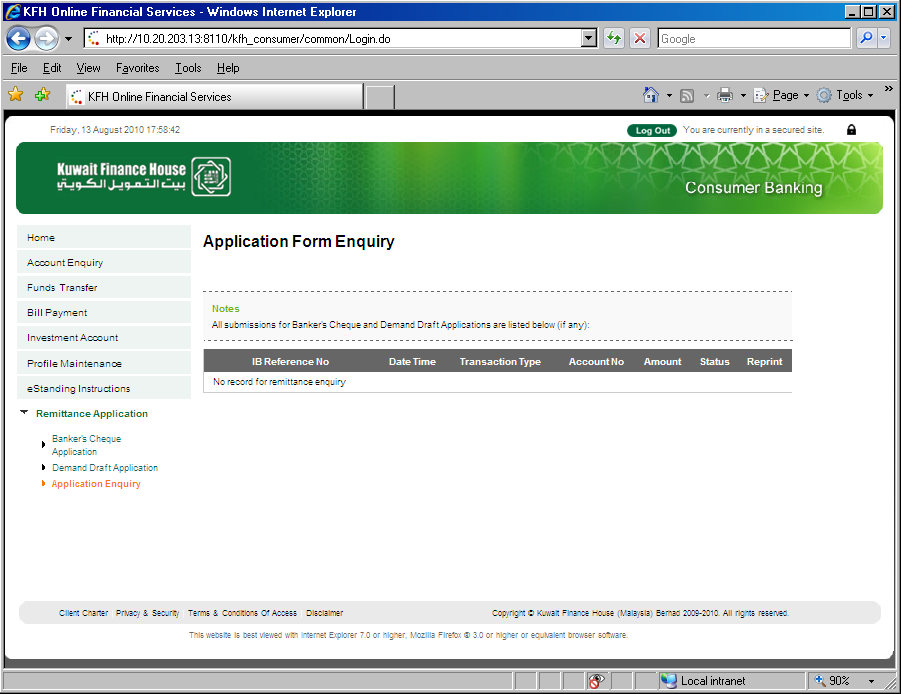 KFH Online Financial Services - Windows Internet Explorer
http://10.20.203.13:8110/kfh_consumer/common/Login.do
Google
File Edit View Favorites Tools Help
KFH Online Financial Services
Page Tools »
Friday, 13 August 2010 17:58:42
Log Out You are currently in a secured site.
Kuwait Finance House
بيت التمويل الكويتي
Consumer Banking
Home
Account Enquiry
Funds Transfer
Bill Payment
Investment Account
Profile Maintenance
eStanding Instructions
Remittance Application
Banker's Cheque
Application
Demand Draft Application
Application Enquiry
Application Form Enquiry
Notes
All submissions for Banker's Cheque and Demand Draft Applications are listed below (if any):
IB Reference No Date Time Transaction Type Account No Amount Status Reprint
No record for remittance enquiry
Client Charter Privacy & Security Terms & Conditions Of Access Disclaimer
Copyright © Kuwait Finance House (Malaysia) Berhad 2009-2010. All rights reserved.
This website is best viewed with Internet Explorer 7.0 or higher, Mozilla Firefox ® 3.0 or higher or equivalent browser software.
Local intranet
90%